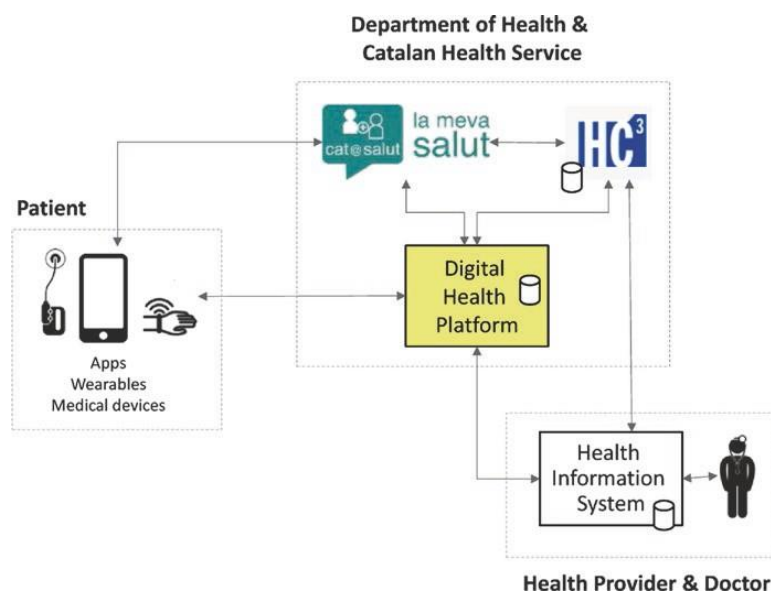 Department of Health &
Catalan Health Service
cat@salut
la meva
salut
HC3
Patient
Digital
Health
Platform
Apps
Wearables
Medical devices
Health
Information
System
Health Provider & Doctor